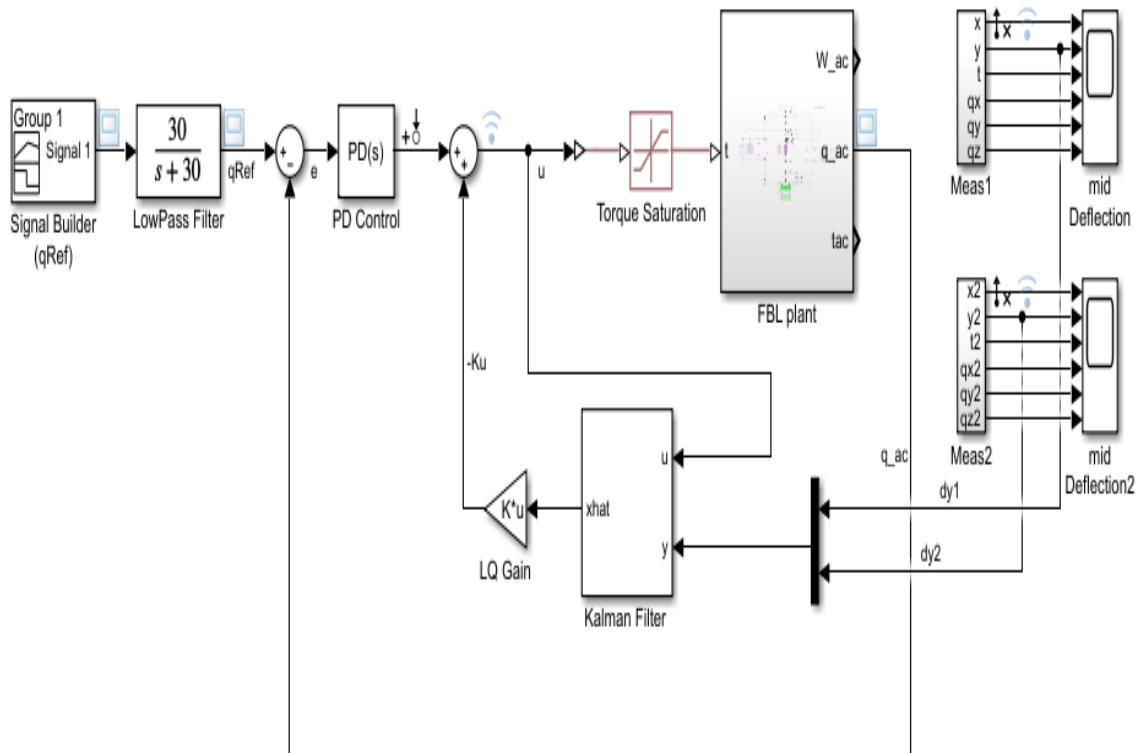 Group 1
Signal 1
Signal Builder
(qRef)
30
s + 30
LowPass Filter
qRef
+
−
e
PD(s)
PD Control
+
+
+
u
Torque Saturation
t
W_ac
q_ac
tac
FBL plant
x
y
t
qx
qy
qz
x
Meas1
mid
Deflection
x2
y2
t2
qx2
qy2
qz2
x
Meas2
mid
Deflection2
-Ku
K*u
LQ Gain
u
xhat
y
Kalman Filter
q_ac
dy1
dy2